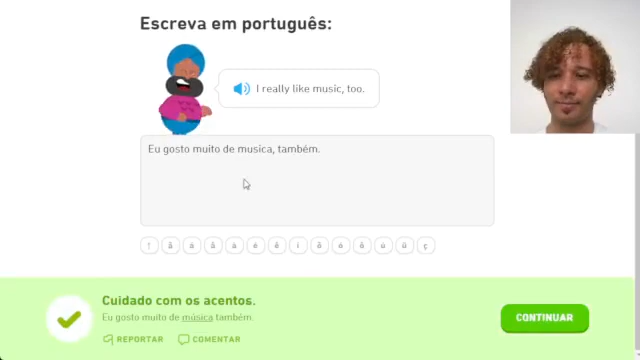 Escreva em português:
I really like music, too.
Eu gosto muito de musica, também.
Cuidado com os acentos.
Eu gosto muito de música também.
REPORTAR COMENTAR
CONTINUAR